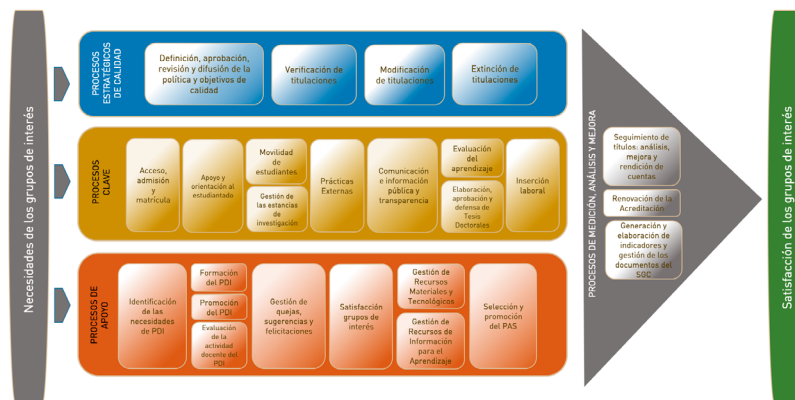 Necesidades de los grupos de interés
PROCESOS
ESTRATÉGICOS
DE CALIDAD
Definición, aprobación,
revisión y difusión de la
política y objetivos de
calidad
Verificación de
titulaciones
Modificación
de titulaciones
Extinción de
titulaciones
PROCESOS
CLAVE
Acceso,
admisión
y
matrícula
Apoyo y
orientación al
estudiantado
Movilidad
de
estudiantes
Gestión de
las estancias
de
investigación
Prácticas
Externas
Comunicación
e información
pública y
transparencia
Evaluación
del
aprendizaje
Elaboración,
aprobación y
defensa de
Tesis
Doctorales
Inserción
laboral
PROCESOS DE
APOYO
Identificación
de las
necesidades
de PDI
Formación
del PDI
Promoción
del PDI
Evaluación
de la
actividad
docente del
PDI
Gestión de
quejas,
sugerencias y
felicitaciones
Satisfacción
grupos de
interés
Gestión de
Recursos
Materiales y
Tecnológicos
Gestión de
Recursos de
Información
para el
Aprendizaje
Selección y
promoción
del PAS
PROCESOS DE MEDICIÓN, ANÁLISIS Y MEJORA
Seguimiento de
títulos: análisis,
mejora y
rendición de
cuentas
Renovación de la
Acreditación
Generación y
elaboración de
indicadores y
gestión de los
documentos del
SGC
Satisfacción de los grupos de interés